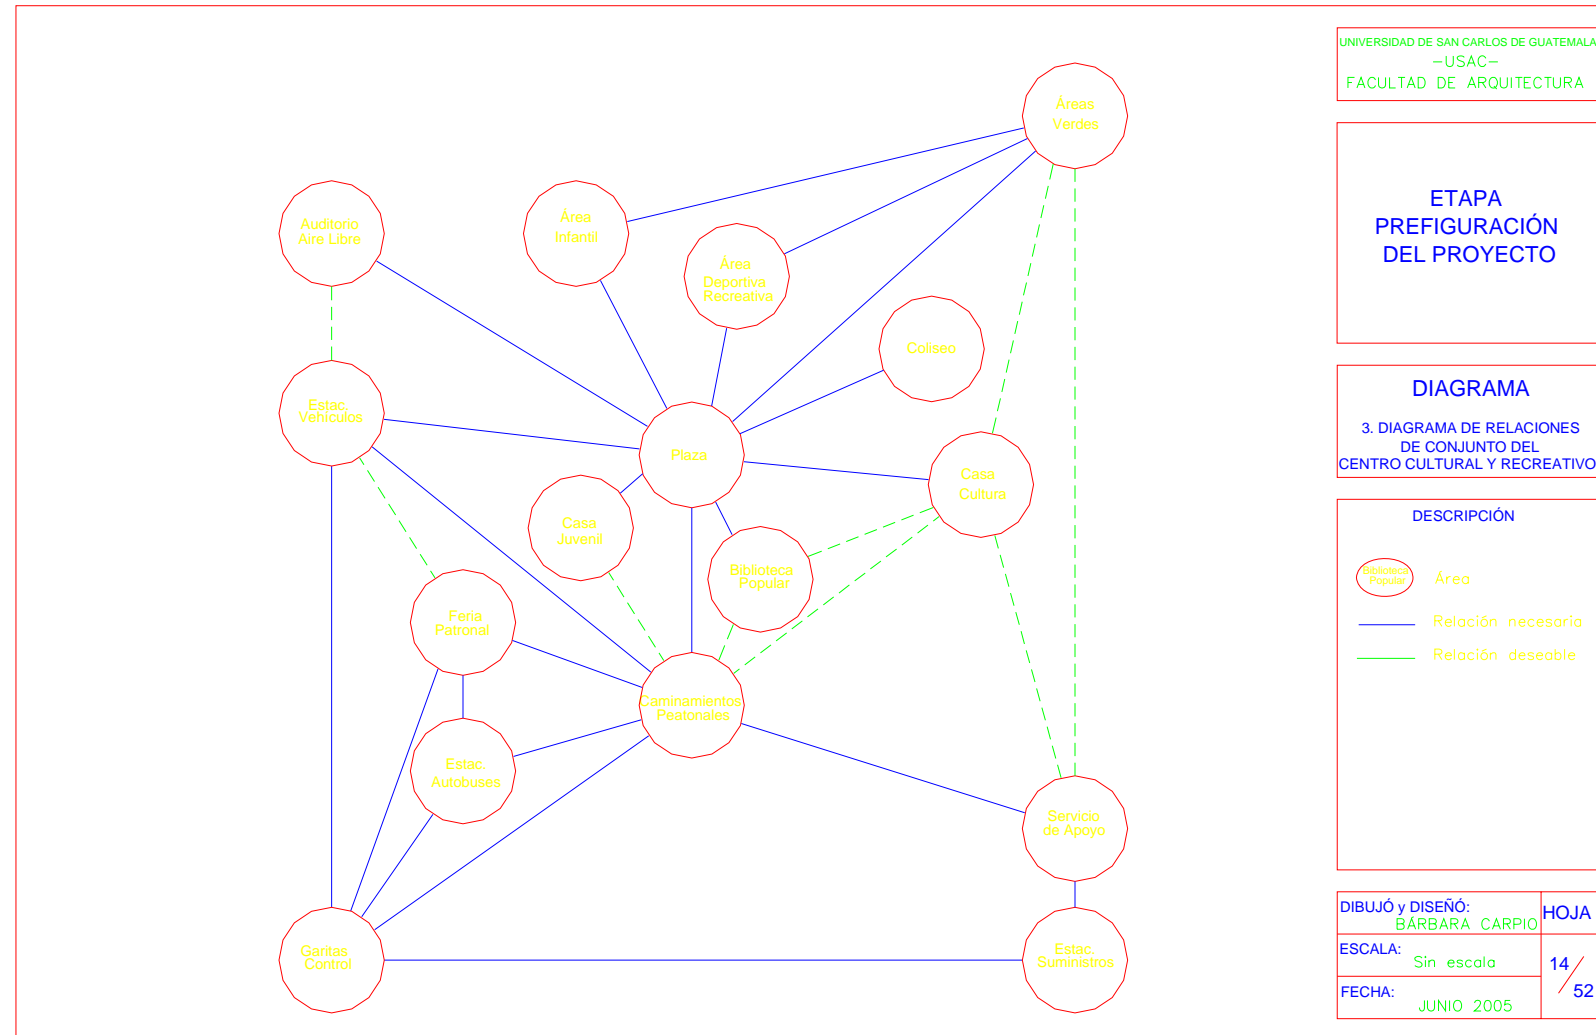 UNIVERSIDAD DE SAN CARLOS DE GUATEMALA
-USAC-
FACULTAD DE ARQUITECTURA
ETAPA
PREFIGURACIÓN
DEL PROYECTO
DIAGRAMA
3. DIAGRAMA DE RELACIONES
DE CONJUNTO DEL
CENTRO CULTURAL Y RECREATIVO
DESCRIPCIÓN
Biblioteca
Popular
Área
Relación necesaria
Relación deseable
DIBUJÓ y DISEÑÓ:
BÁRBARA CARPIO
HOJA
ESCALA:
Sin escala
14/52
FECHA:
JUNIO 2005
Áreas
Verdes
Auditorio
Aire Libre
Área
Infantil
Área
Deportiva
Recreativa
Coliseo
Estac.
Vehículos
Plaza
Casa
Cultura
Casa
Juvenil
Biblioteca
Popular
Feria
Patronal
Caminamientos
Peatonales
Estac.
Autobuses
Servicio
de Apoyo
Garitas
Control
Estac.
Suministros